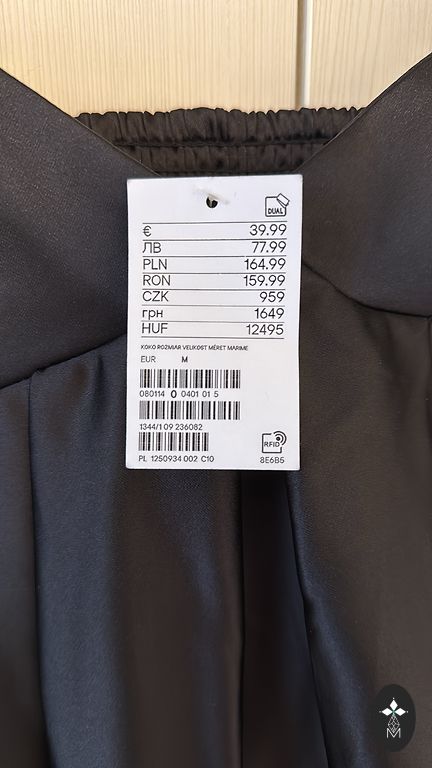 DUAL
€ 39.99
ЛВ 77.99
PLN 164.99
RON 159.99
CZK 959
грн 1649
HUF 12495
KOKO ROZMIAR VELIKOST MÉRET MARIME
EUR M
080114 0 0401 01 5
1344/1 09 236082
RFID
PL 1250934 002 C10 8E6B5
M